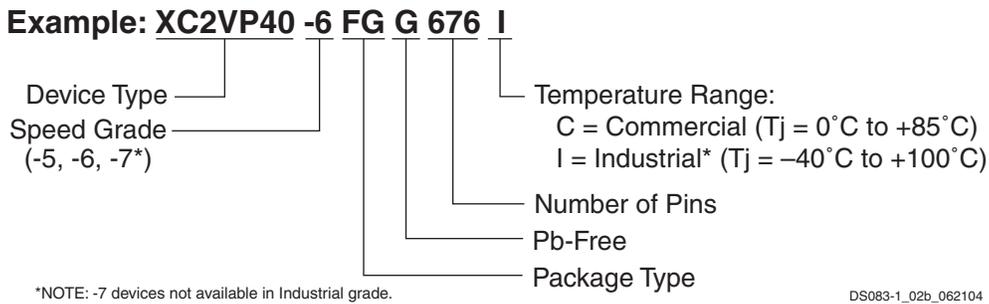 Example: XC2VP40 -6 FG G 676 I
Device Type
Speed Grade
(-5, -6, -7*)
Temperature Range:
C = Commercial (Tj = 0˚C to +85˚C)
I = Industrial* (Tj = –40˚C to +100˚C)
Number of Pins
Pb-Free
Package Type
*NOTE: -7 devices not available in Industrial grade.
DS083-1_02b_062104